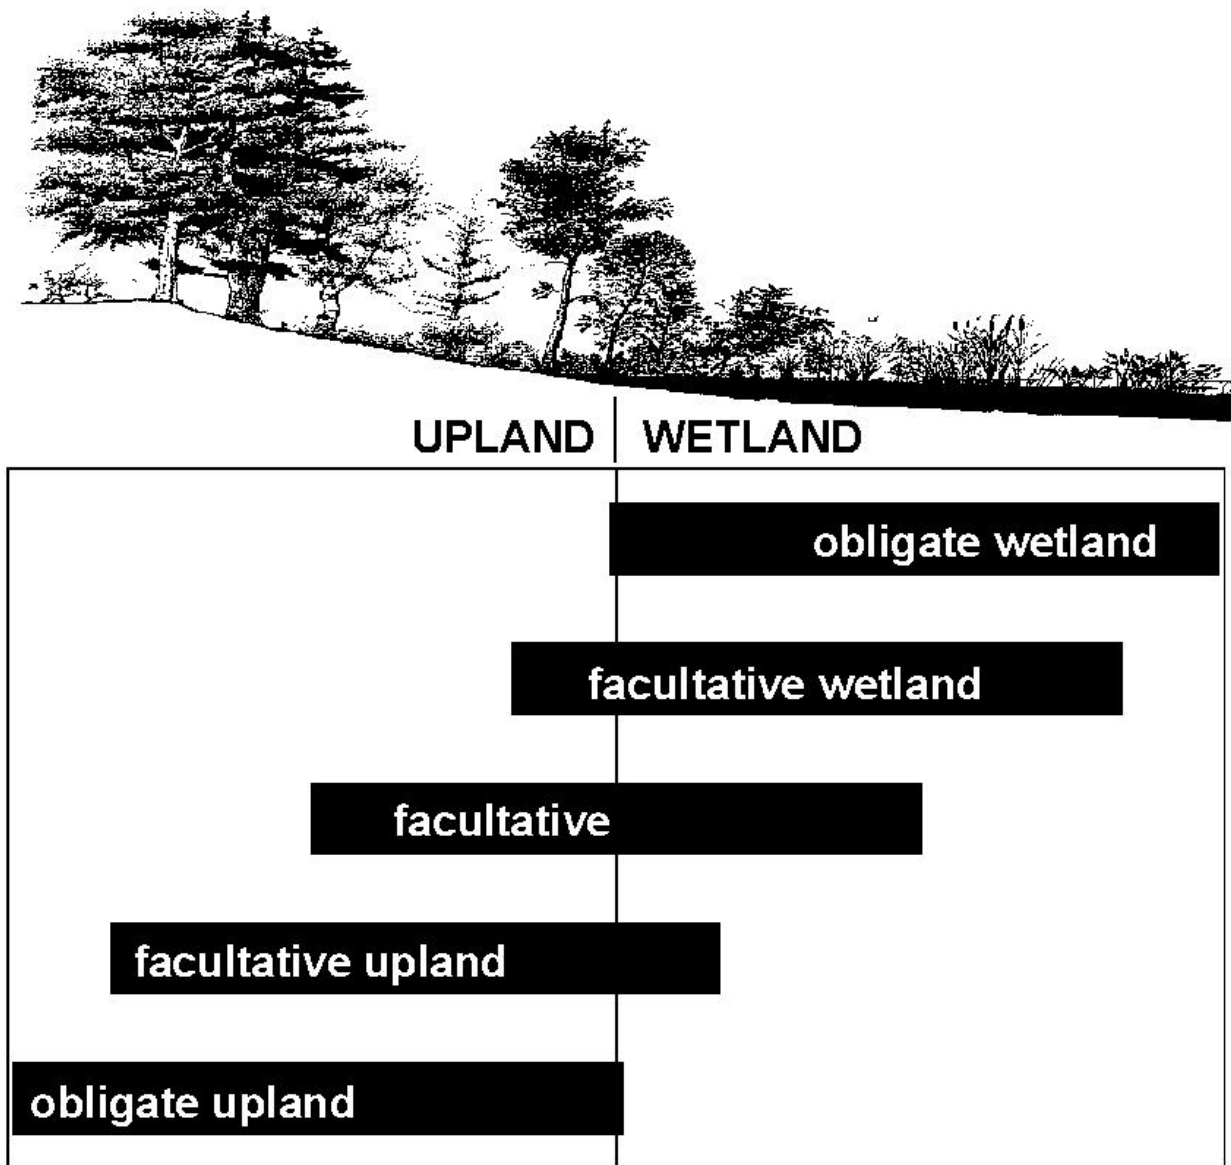 UPLAND WETLAND
obligate wetland
facultative wetland
facultative
facultative upland
obligate upland